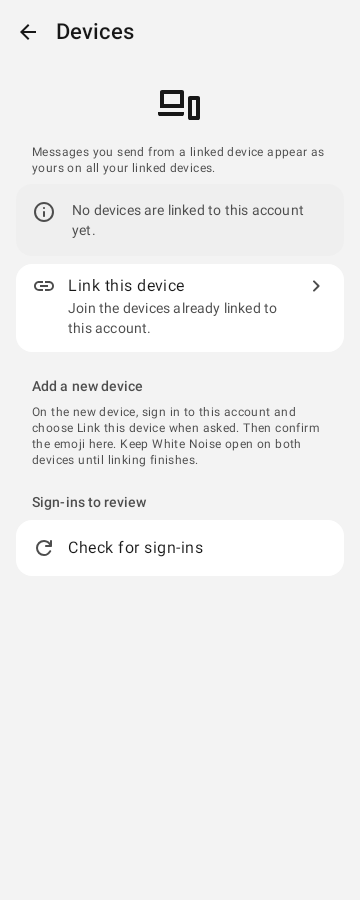 Devices
Messages you send from a linked device appear as
yours on all your linked devices.
No devices are linked to this account
yet.
Link this device
Join the devices already linked to
this account.
Add a new device
On the new device, sign in to this account and
choose Link this device when asked. Then confirm
the emoji here. Keep White Noise open on both
devices until linking finishes.
Sign-ins to review
Check for sign-ins